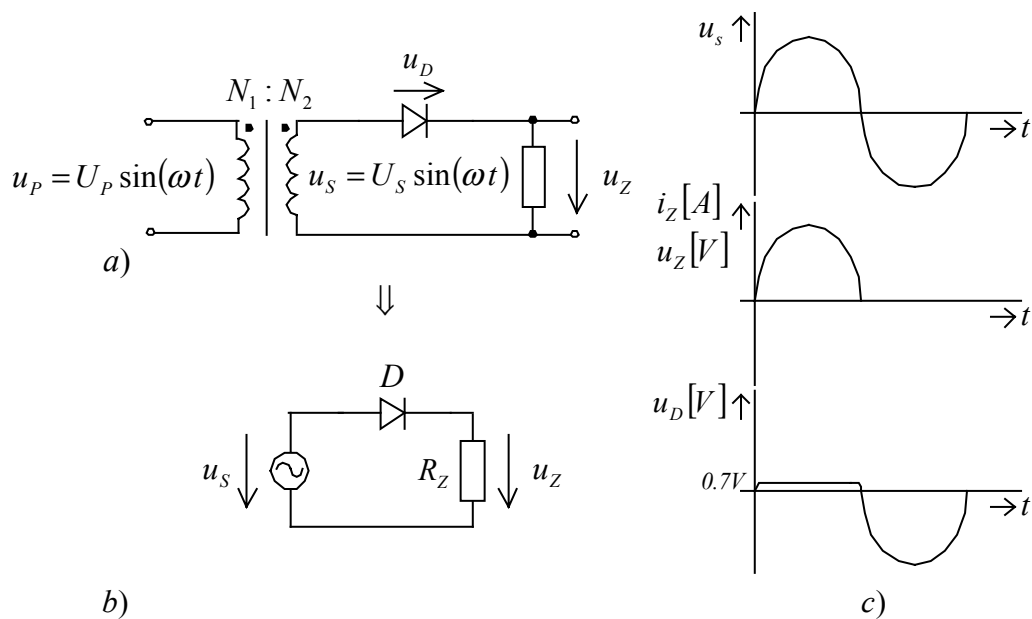 u_D
N_1 : N_2
u_P = U_P sin(ωt)
u_S = U_S sin(ωt)
u_Z
a)
⇓
D
u_S
R_Z
u_Z
b)
u_s
t
i_Z [A]
u_Z [V]
t
u_D [V]
0.7V
t
c)